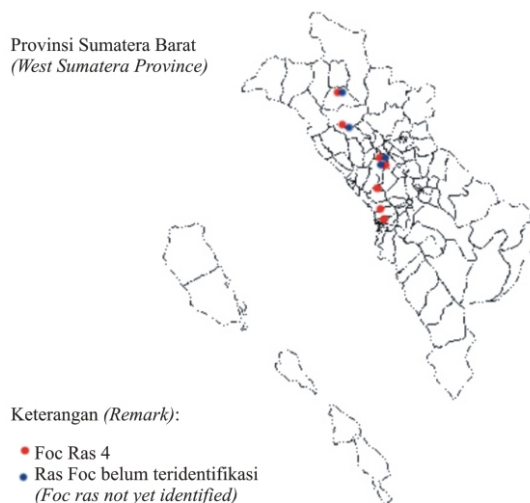 Provinsi Sumatera Barat
(West Sumatera Province)
Keterangan (Remark):
Foc Ras 4
Ras Foc belum teridentifikasi
(Foc ras not yet identified)